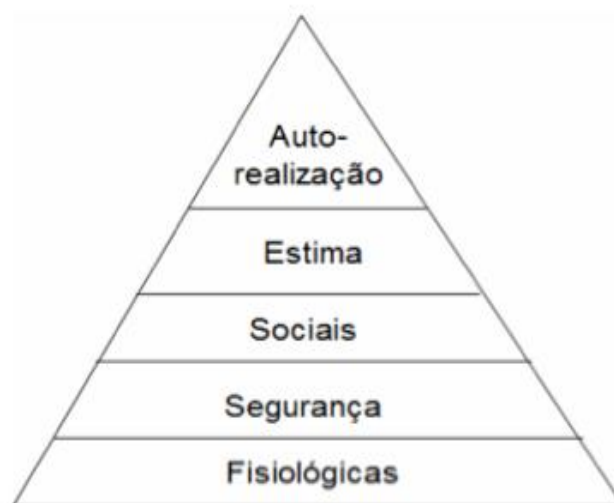 Auto-
realização
Estima
Sociais
Segurança
Fisiológicas